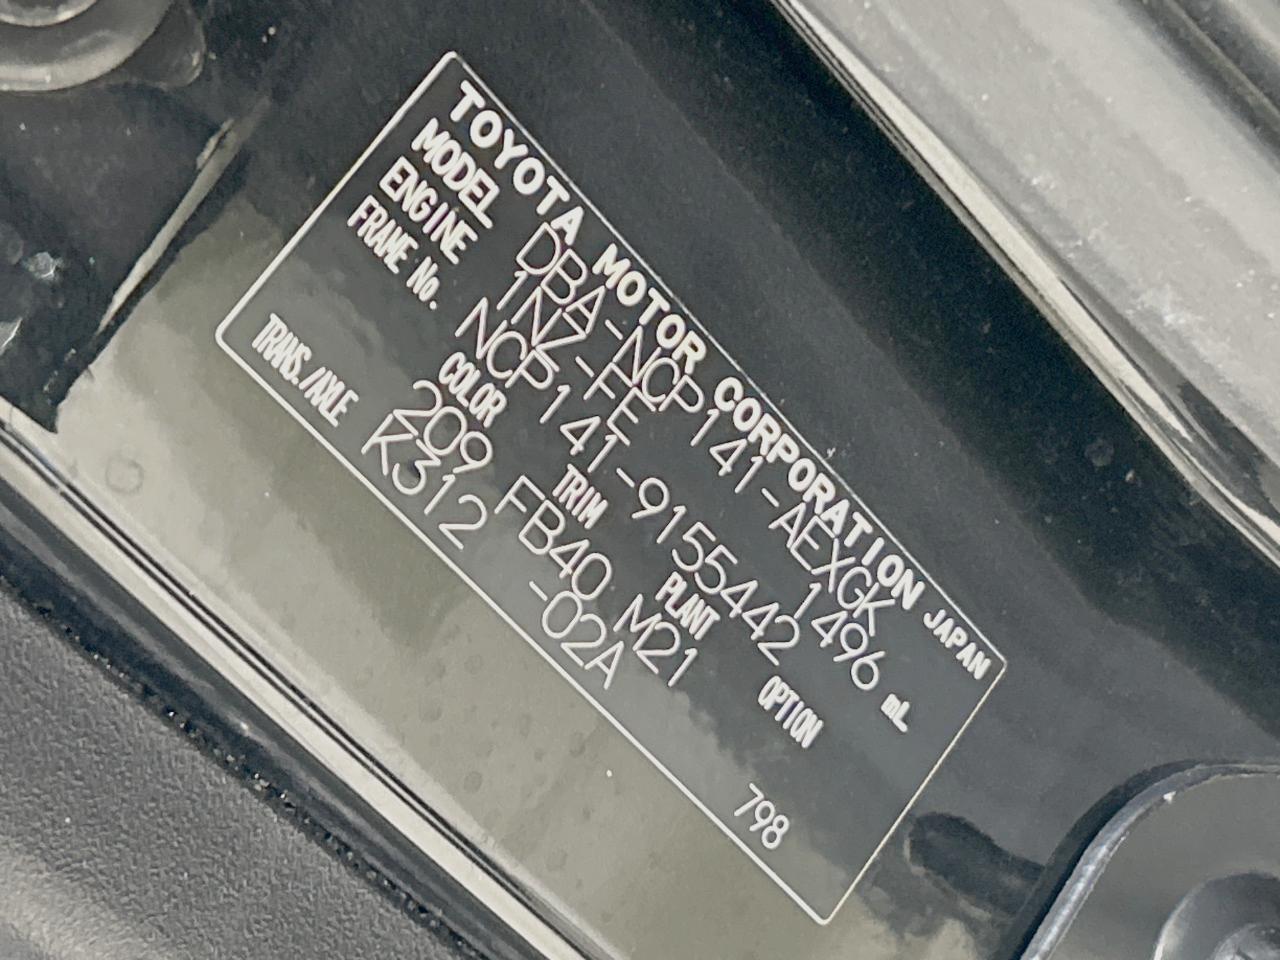 TOYOTA MOTOR CORPORATION JAPAN
MODEL DBA-NCP141-AEXGK
ENGINE 1NZ-FE 1496 mL
FRAME No. NCP141-9155442
COLOR TRIM PLANT OPTION
209 FB40 M21
TRANS./AXLE K312 -02A
798